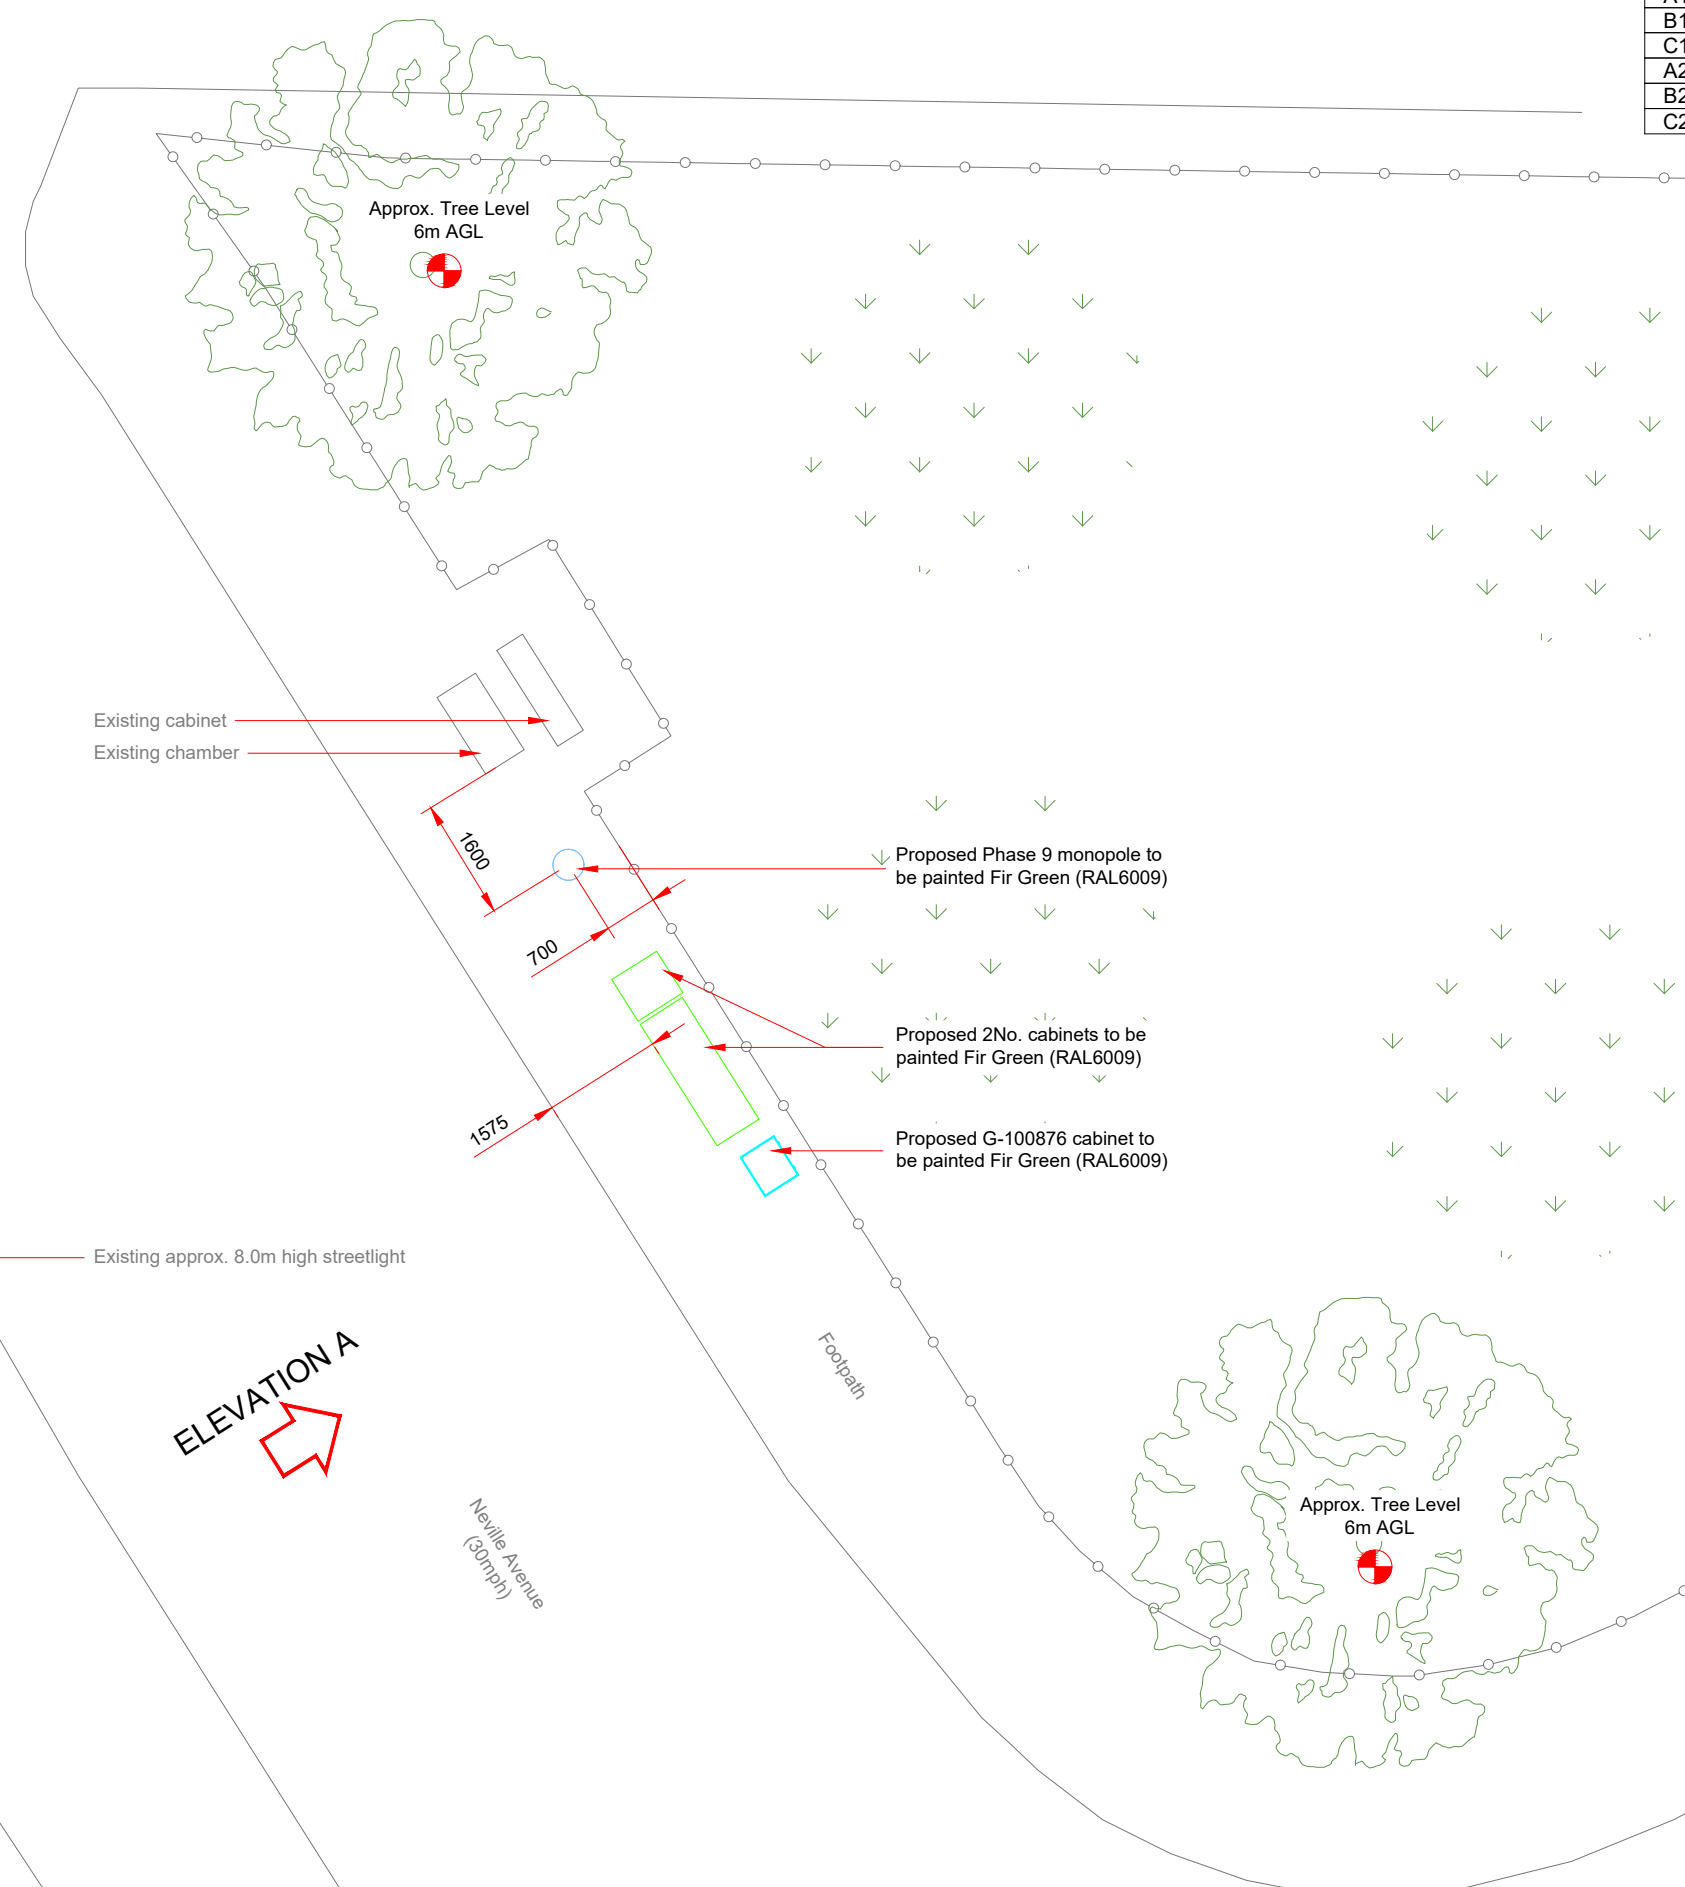 B1
C1
A2
B2
C2
Approx. Tree Level
6m AGL
Existing cabinet
Existing chamber
1600
700
1575
Proposed Phase 9 monopole to
be painted Fir Green (RAL6009)
Proposed 2No. cabinets to be
painted Fir Green (RAL6009)
Proposed G-100876 cabinet to
be painted Fir Green (RAL6009)
Existing approx. 8.0m high streetlight
ELEVATION A
Footpath
Neville Avenue
(30mph)
Approx. Tree Level
6m AGL